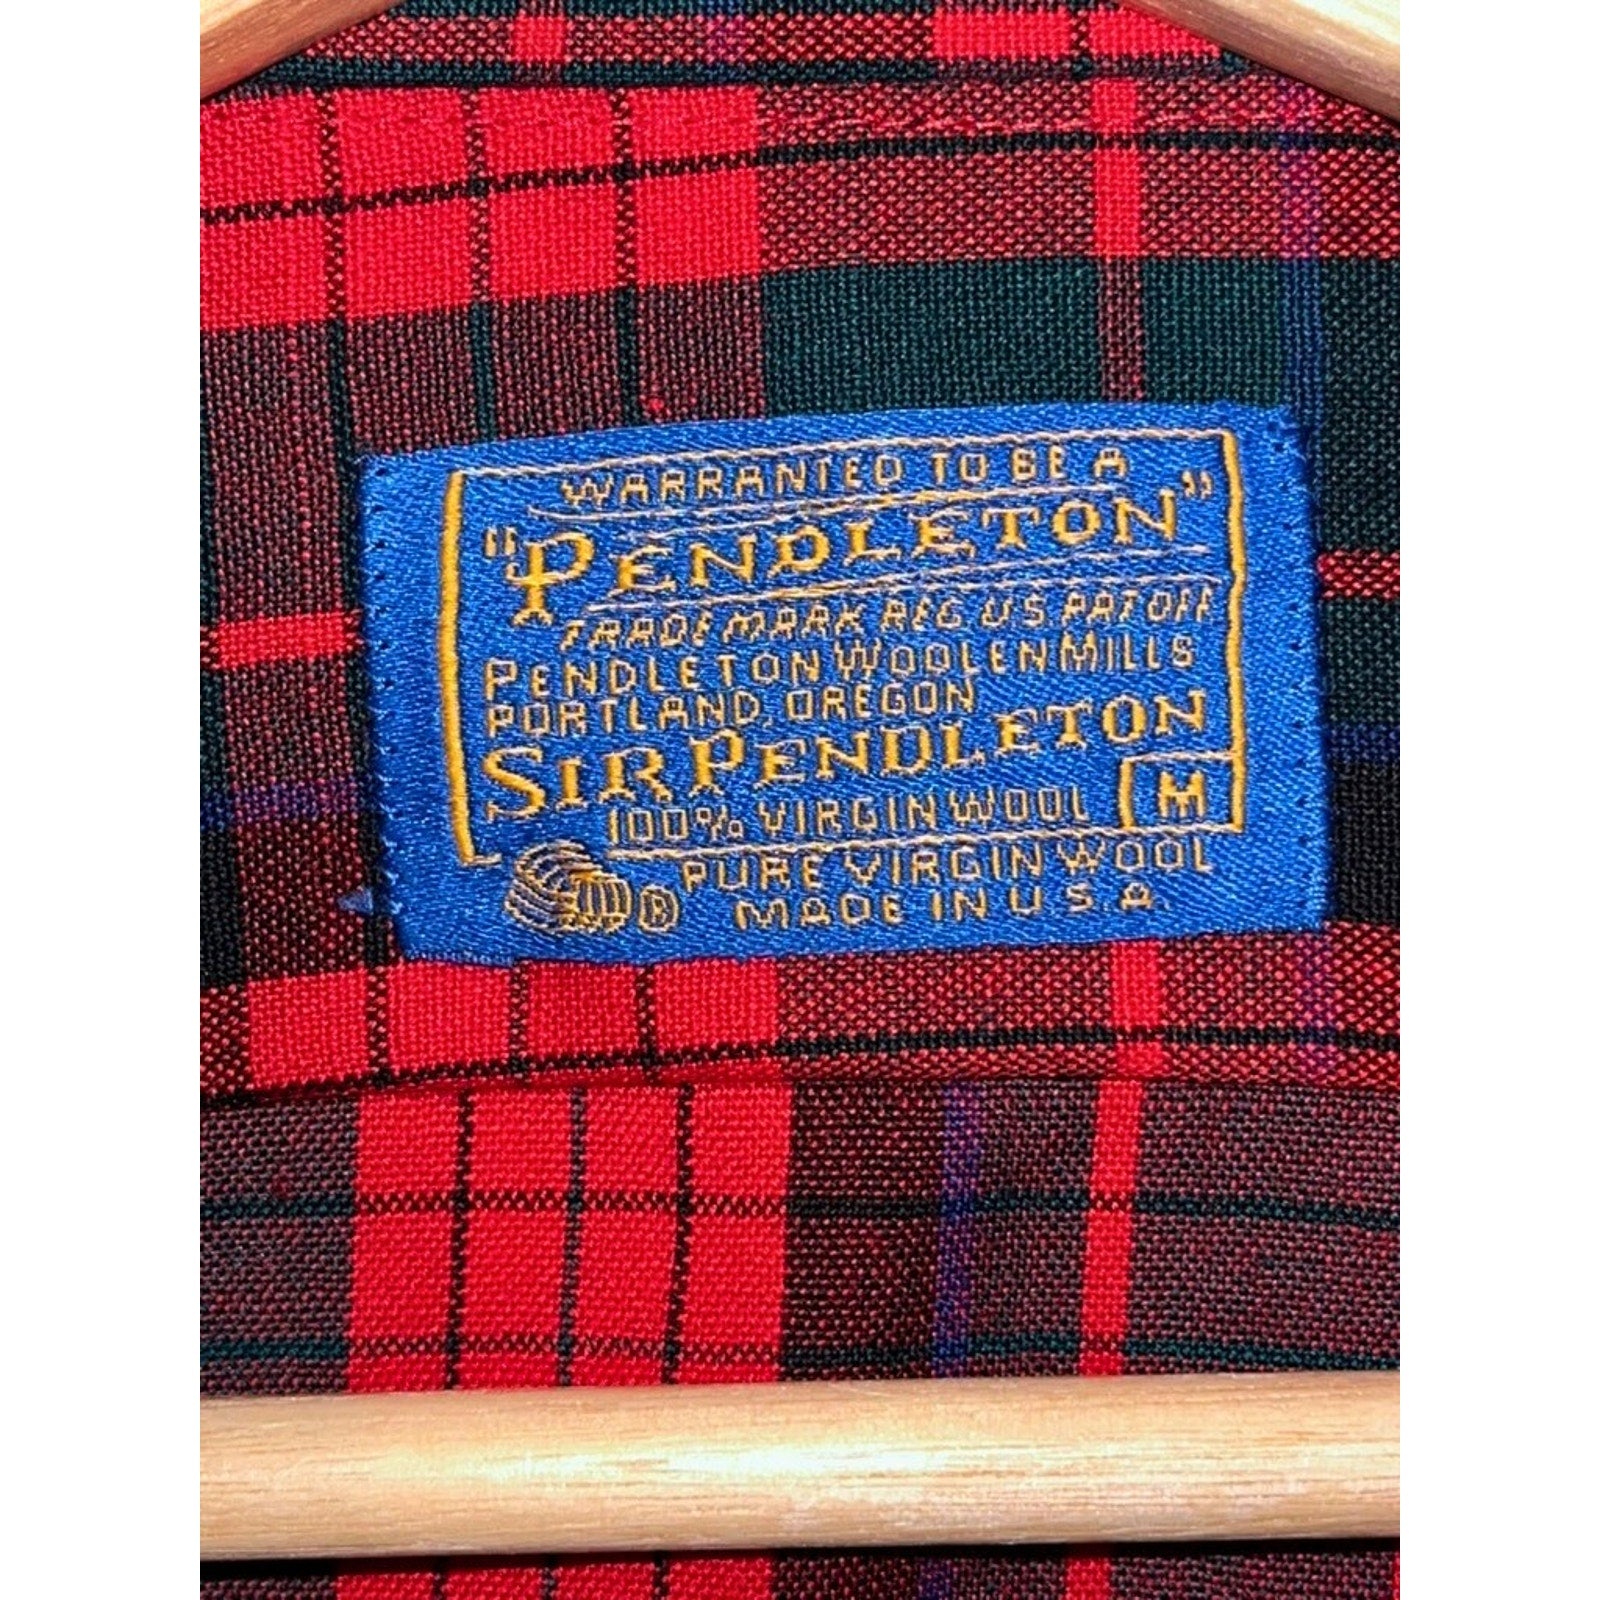 WARRANTED TO BE A
"PENDLETON"
TRADE MARK REG. U.S. PAT. OFF.
PENDLETON WOOLEN MILLS
PORTLAND, OREGON
SIR PENDLETON
100% VIRGIN WOOL M
PURE VIRGIN WOOL
® MADE IN U.S.A.